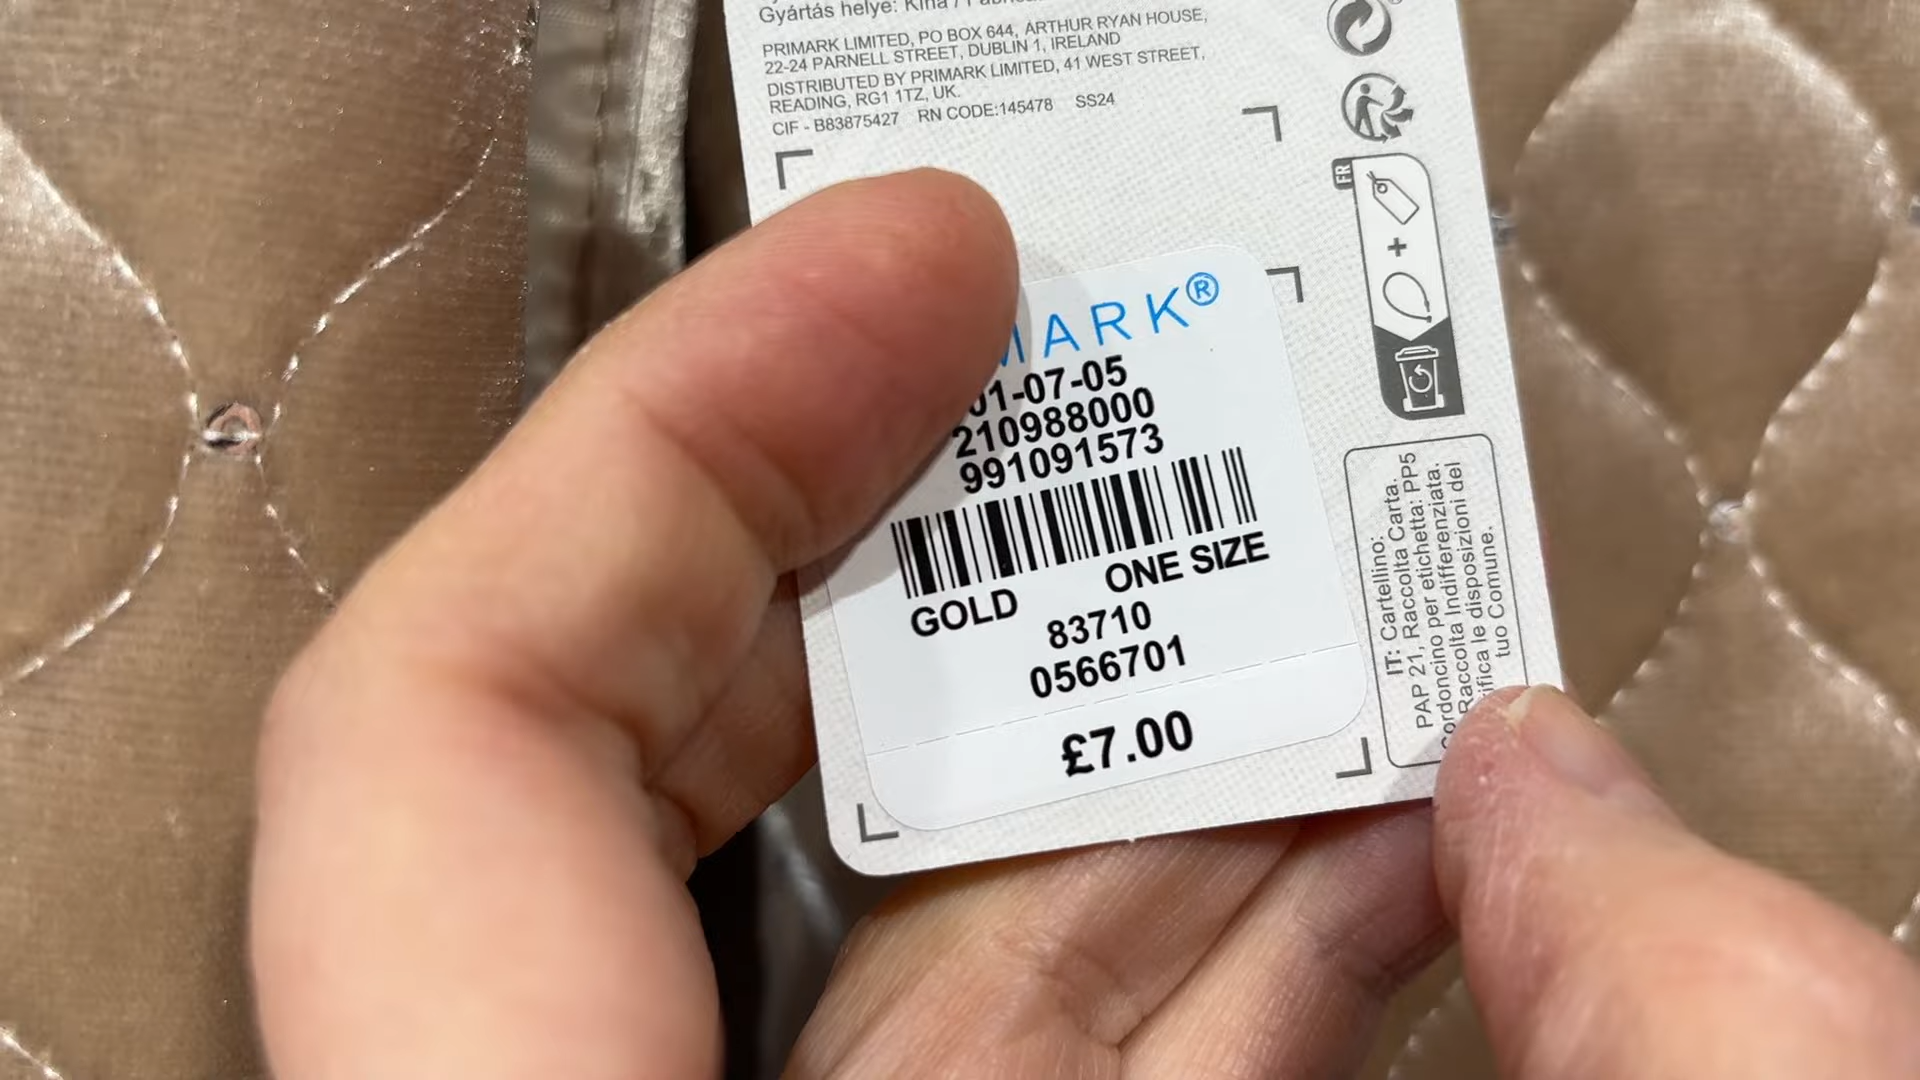 Gyártás helye: Kína /
PRIMARK LIMITED, PO BOX 644, ARTHUR RYAN HOUSE,
22-24 PARNELL STREET, DUBLIN 1, IRELAND
DISTRIBUTED BY PRIMARK LIMITED, 41 WEST STREET,
READING, RG1 1TZ, UK.
CIF - B83875427 RN CODE:145478 SS24
FR
+
MARK®
01-07-05
210988000
991091573
GOLD ONE SIZE
83710
0566701
£7.00
IT: Cartellino:
PAP 21, Raccolta Carta.
Cordoncino per etichetta: PP5
Raccolta Indifferenziata.
ifica le disposizioni del
tuo Comune.